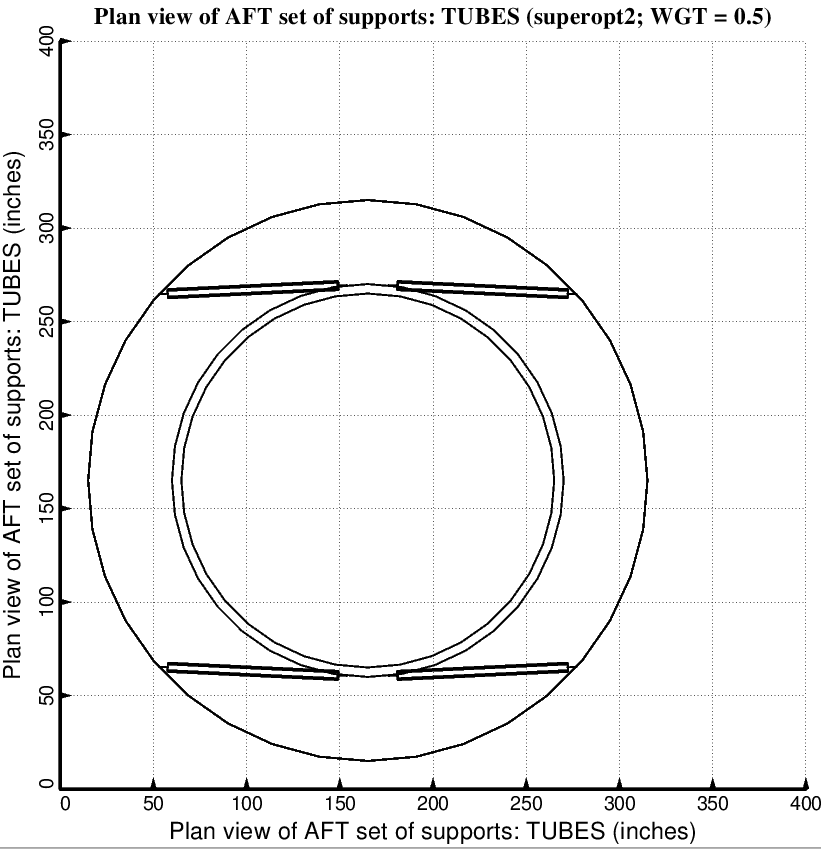 Plan view of AFT set of supports: TUBES (superopt2; WGT = 0.5)
Plan view of AFT set of supports: TUBES (inches)
400
350
300
250
200
150
100
50
0
0 50 100 150 200 250 300 350 400
Plan view of AFT set of supports: TUBES (inches)